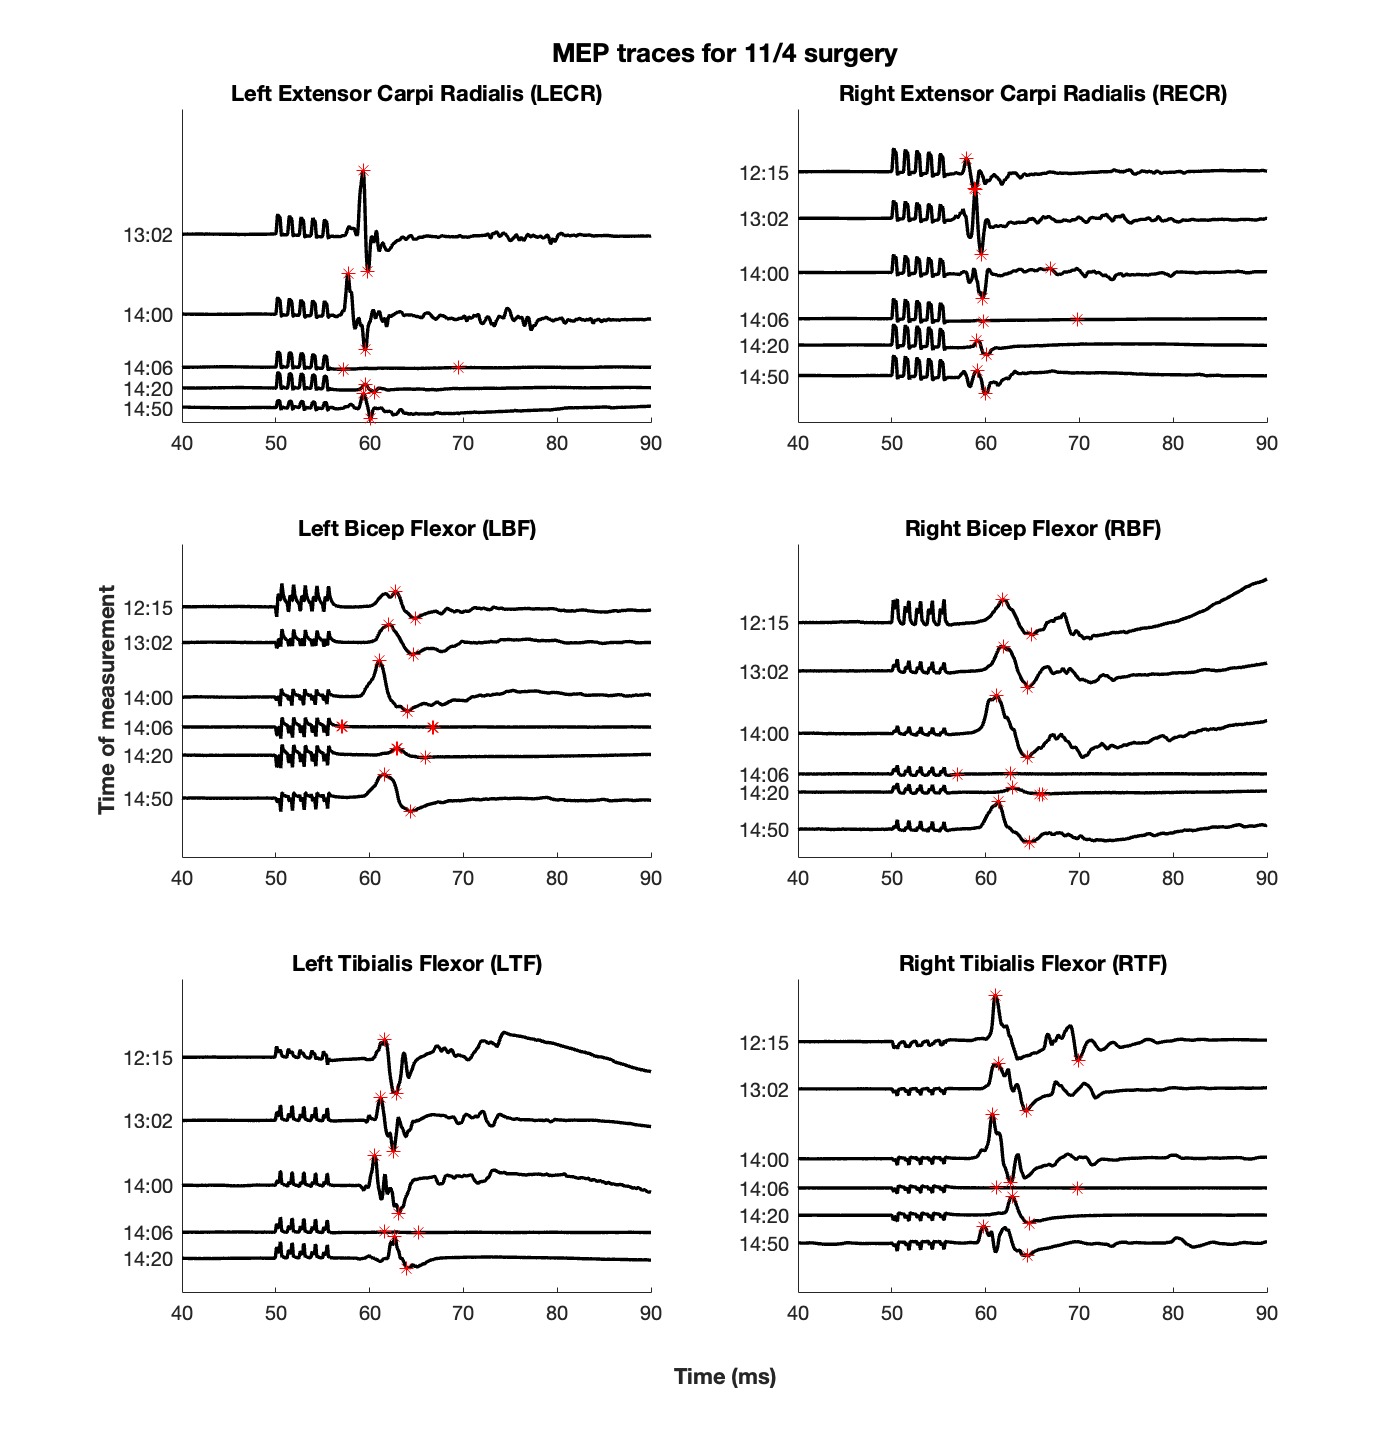 MEP traces for 11/4 surgery
Left Extensor Carpi Radialis (LECR)
13:02
14:00
14:06
14:20
14:50
40 50 60 70 80 90
Right Extensor Carpi Radialis (RECR)
12:15
13:02
14:00
14:06
14:20
14:50
40 50 60 70 80 90
Time of measurement
Left Bicep Flexor (LBF)
12:15
13:02
14:00
14:06
14:20
14:50
40 50 60 70 80 90
Right Bicep Flexor (RBF)
12:15
13:02
14:00
14:06
14:20
14:50
40 50 60 70 80 90
Left Tibialis Flexor (LTF)
12:15
13:02
14:00
14:06
14:20
40 50 60 70 80 90
Right Tibialis Flexor (RTF)
12:15
13:02
14:00
14:06
14:20
14:50
40 50 60 70 80 90
Time (ms)